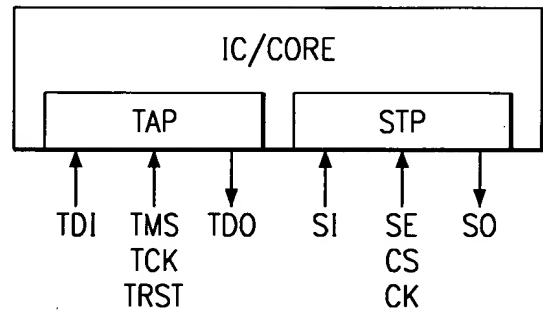 IC/CORE
TAP STP
TDI TMS TDO SI SE SO
TCK CS
TRST CK